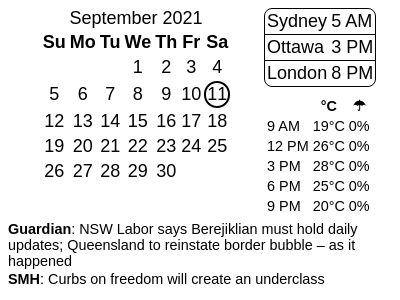 September 2021
Su Mo Tu We Th Fr Sa
1 2 3 4
5 6 7 8 9 10 11
12 13 14 15 16 17 18
19 20 21 22 23 24 25
26 27 28 29 30
Sydney 5 AM
Ottawa 3 PM
London 8 PM
°C ☂
9 AM 19°C 0%
12 PM 26°C 0%
3 PM 28°C 0%
6 PM 25°C 0%
9 PM 20°C 0%
Guardian: NSW Labor says Berejiklian must hold daily
updates; Queensland to reinstate border bubble – as it
happened
SMH: Curbs on freedom will create an underclass